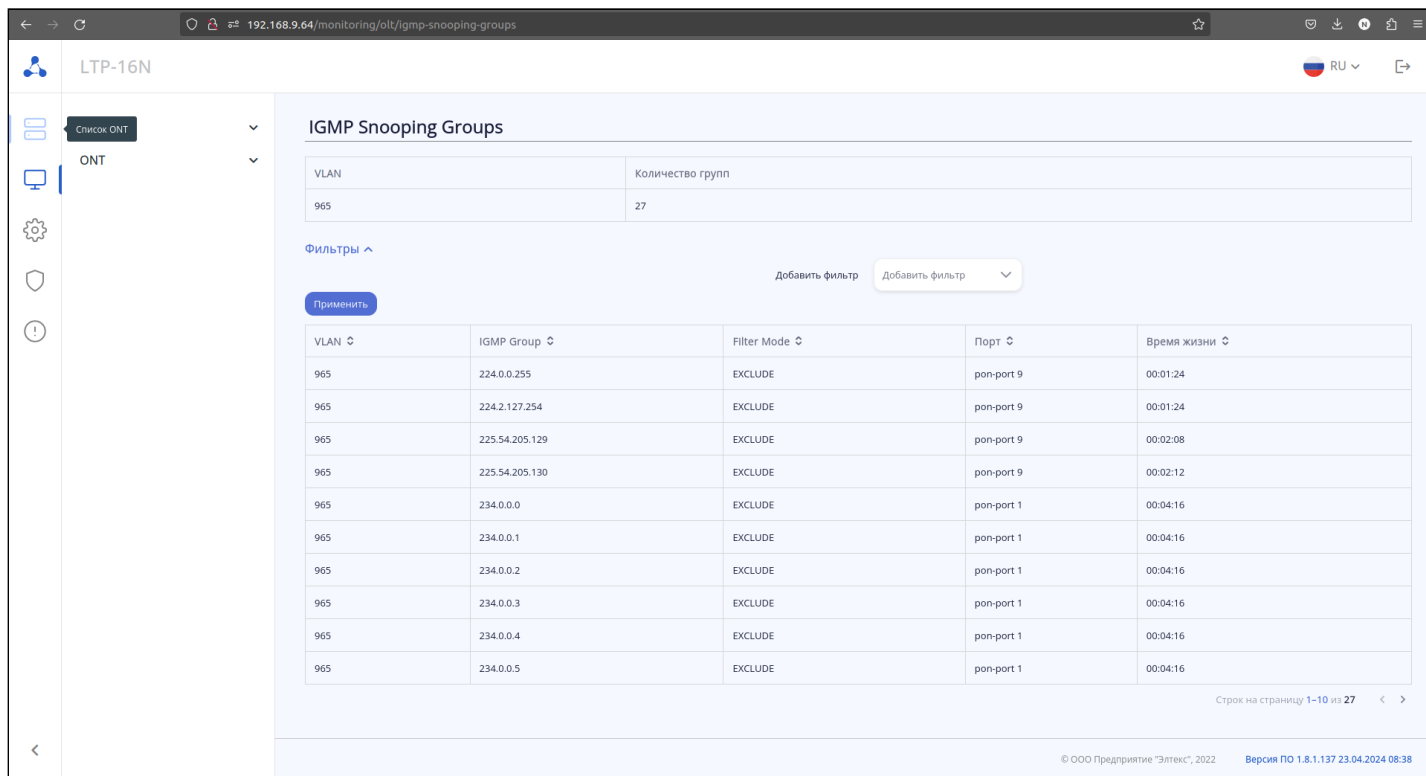 192.168.9.64/monitoring/olt/igmp-snooping-groups
LTP-16N
RU
Список ONT
ONT
IGMP Snooping Groups
VLAN Количество групп
965 27
Фильтры
Добавить фильтр Добавить фильтр
Применить
VLAN IGMP Group Filter Mode Порт Время жизни
965 224.0.0.255 EXCLUDE pon-port 9 00:01:24
965 224.2.127.254 EXCLUDE pon-port 9 00:01:24
965 225.54.205.129 EXCLUDE pon-port 9 00:02:08
965 225.54.205.130 EXCLUDE pon-port 9 00:02:12
965 234.0.0.0 EXCLUDE pon-port 1 00:04:16
965 234.0.0.1 EXCLUDE pon-port 1 00:04:16
965 234.0.0.2 EXCLUDE pon-port 1 00:04:16
965 234.0.0.3 EXCLUDE pon-port 1 00:04:16
965 234.0.0.4 EXCLUDE pon-port 1 00:04:16
965 234.0.0.5 EXCLUDE pon-port 1 00:04:16
Строк на страницу 1–10 из 27
© ООО Предприятие "Элтекс", 2022 Версия ПО 1.8.1.137 23.04.2024 08:38